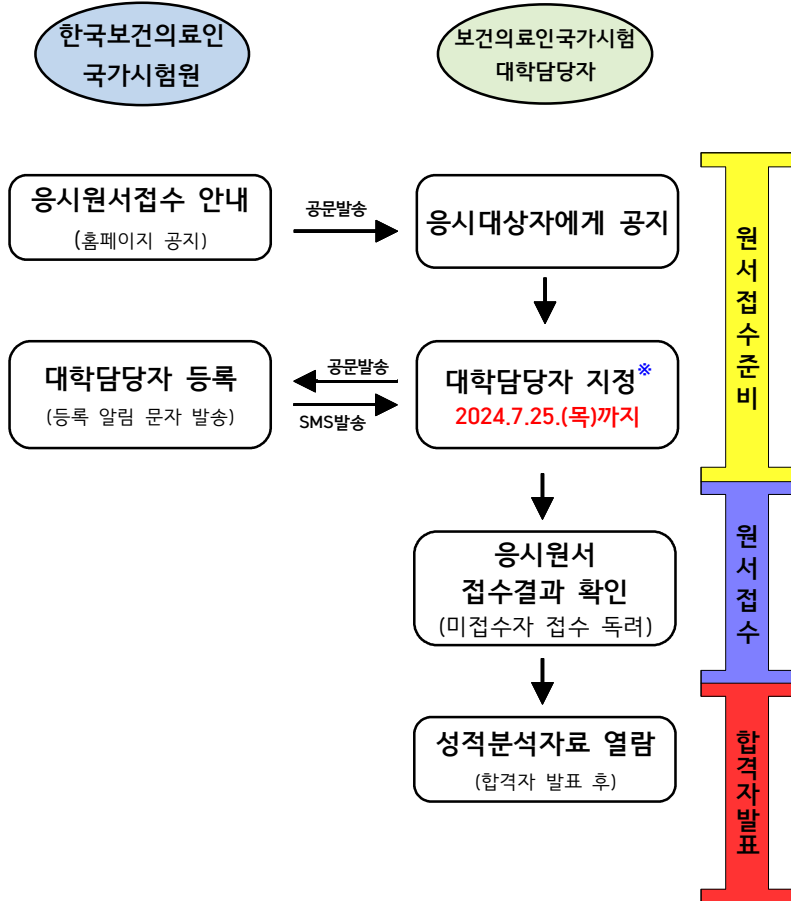 한국보건의료인
국가시험원
보건의료인국가시험
대학담당자
응시원서접수 안내
(홈페이지 공지)
공문발송
응시대상자에게 공지
대학담당자 등록
(등록 알림 문자 발송)
공문발송
SMS발송
대학담당자 지정※
2024.7.25.(목)까지
응시원서
접수결과 확인
(미접수자 접수 독려)
성적분석자료 열람
(합격자 발표 후)
원서접수준비
원서접수
합격자발표